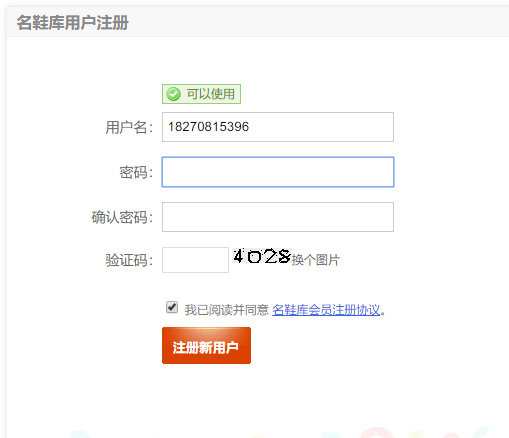 名鞋库用户注册
可以使用
用户名： 18270815396
密码：
确认密码：
验证码： 4028 换个图片
我已阅读并同意 名鞋库会员注册协议。
注册新用户